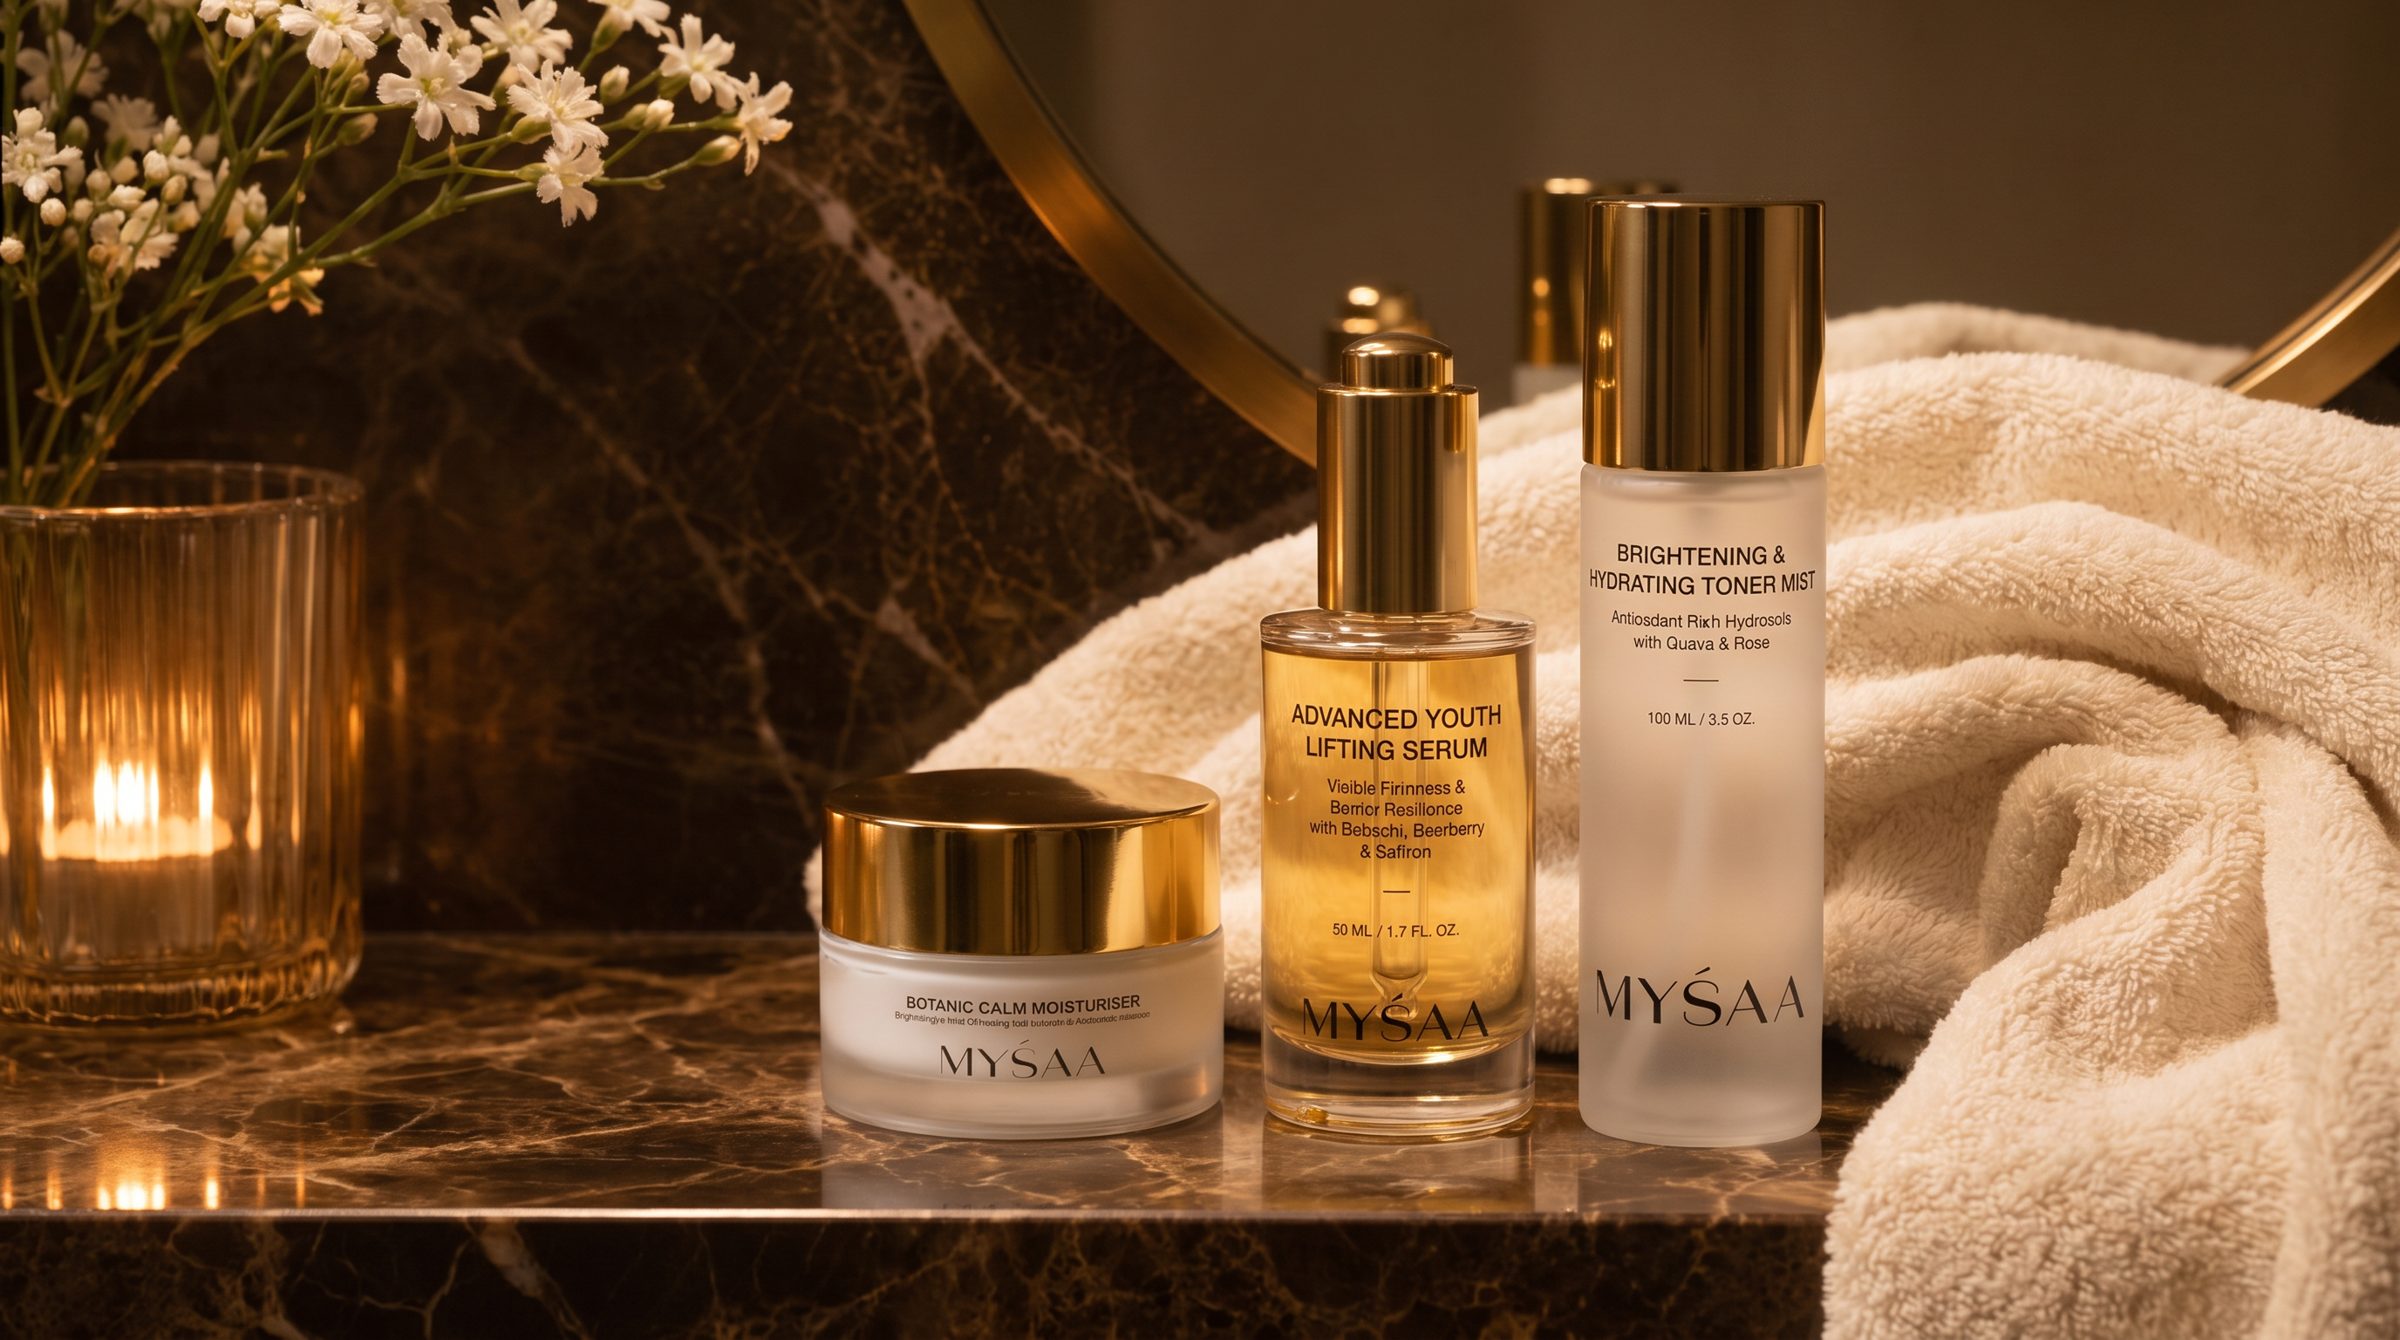 BOTANIC CALM MOISTURISER
MYŚAA
ADVANCED YOUTH
LIFTING SERUM
Visible Firinness &
Berrior Resillonce
with Bebschi, Beerberry
& Safiron
50 ML / 1.7 FL. OZ.
MYŚAA
BRIGHTENING &
HYDRATING TONER MIST
Antiosdant Rixh Hydrosols
with Quava & Rose
100 ML / 3.5 OZ.
MYŚAA